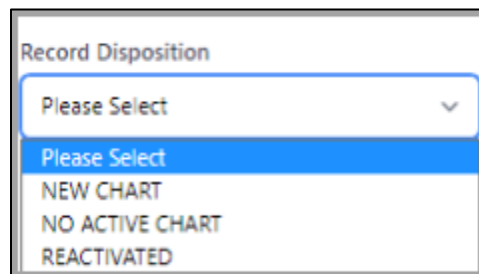 Record Disposition
Please Select
Please Select
NEW CHART
NO ACTIVE CHART
REACTIVATED